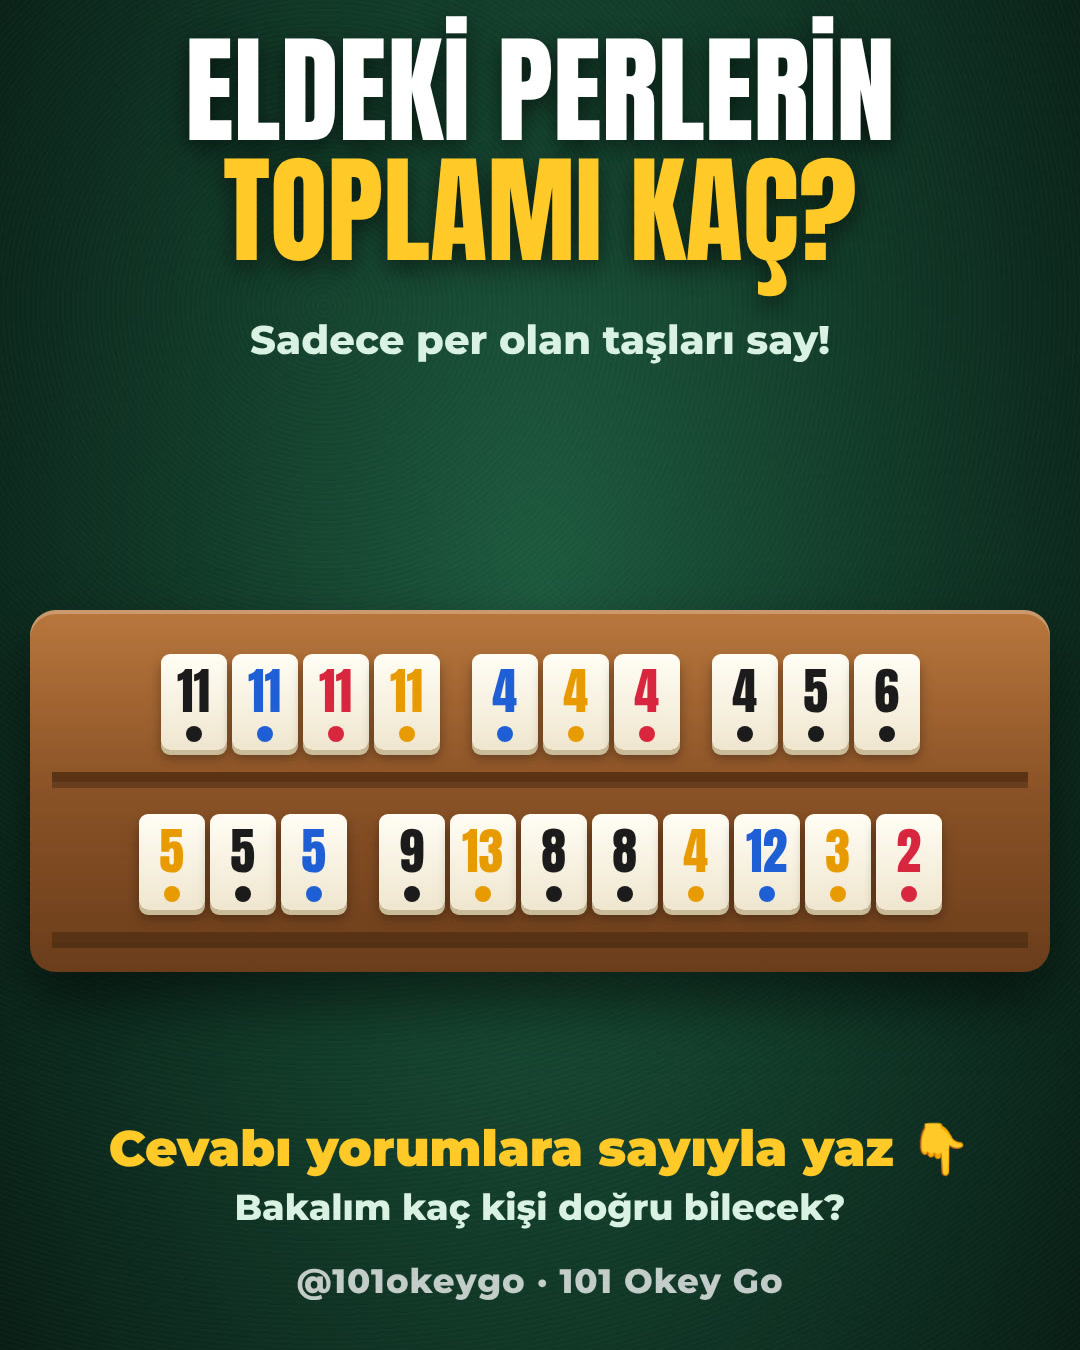 ELDEKİ PERLERİN
TOPLAMI KAÇ?
Sadece per olan taşları say!
11 11 11 11 4 4 4 4 5 6
5 5 5 9 13 8 8 4 12 3 2
Cevabı yorumlara sayıyla yaz 👇
Bakalım kaç kişi doğru bilecek?
@101okeygo · 101 Okey Go